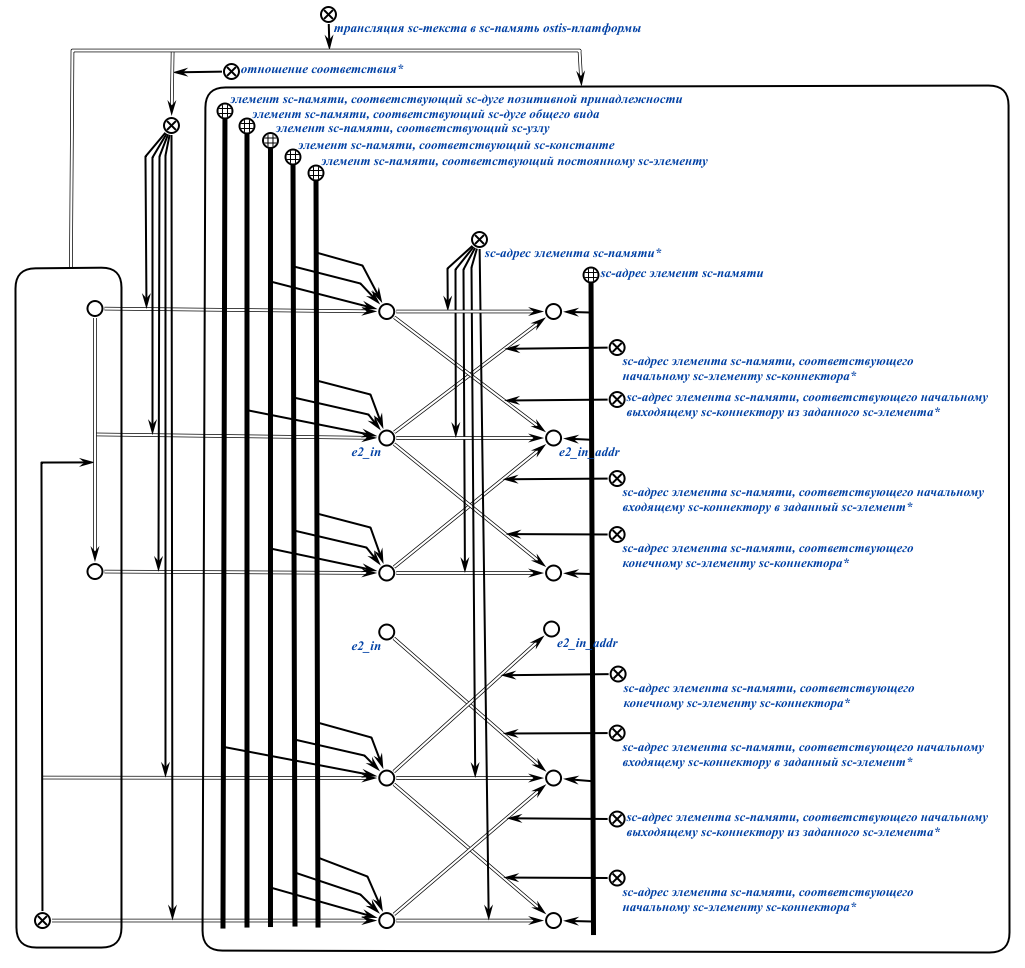 трансляция sc-текста в sc-память ostis-платформы
отношение соответствия*
элемент sc-памяти, соответствующий sc-дуге позитивной принадлежности
элемент sc-памяти, соответствующий sc-дуге общего вида
элемент sc-памяти, соответствующий sc-узлу
элемент sc-памяти, соответствующий sc-константе
элемент sc-памяти, соответствующий постоянному sc-элементу
sc-адрес элемента sc-памяти*
sc-адрес элемент sc-памяти
sc-адрес элемента sc-памяти, соответствующего
начальному sc-элементу sc-коннектора*
sc-адрес элемента sc-памяти, соответствующего начальному
выходящему sc-коннектору из заданного sc-элемента*
e2_in
e2_in_addr
sc-адрес элемента sc-памяти, соответствующего начальному
входящему sc-коннектору в заданный sc-элемент*
sc-адрес элемента sc-памяти, соответствующего
конечному sc-элементу sc-коннектора*
e2_in
e2_in_addr
sc-адрес элемента sc-памяти, соответствующего
конечному sc-элементу sc-коннектора*
sc-адрес элемента sc-памяти, соответствующего начальному
входящему sc-коннектору в заданный sc-элемент*
sc-адрес элемента sc-памяти, соответствующего начальному
выходящему sc-коннектору из заданного sc-элемента*
sc-адрес элемента sc-памяти, соответствующего
начальному sc-элементу sc-коннектора*